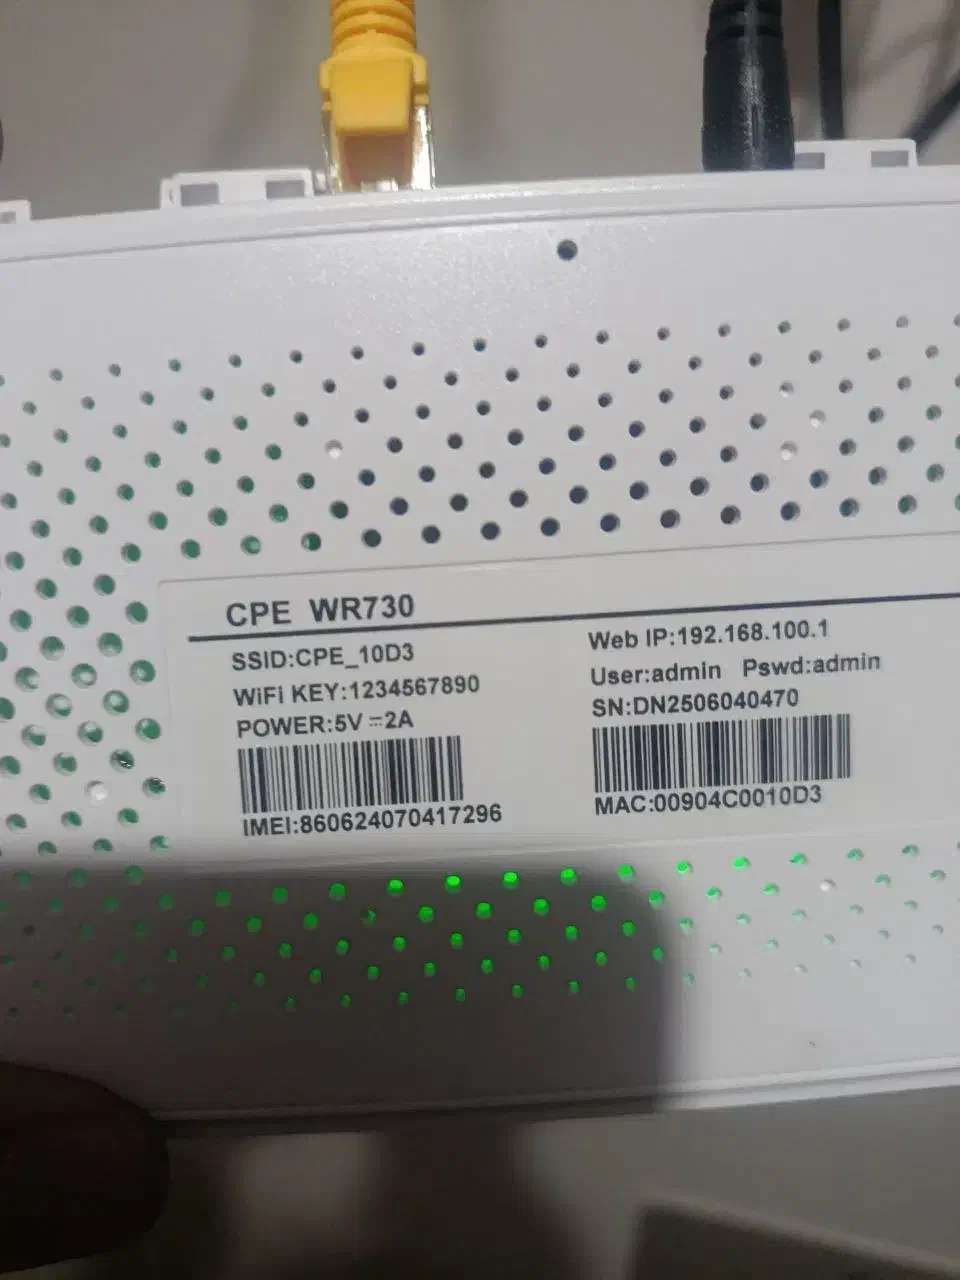 CPE WR730
SSID:CPE_10D3
WiFi KEY:1234567890
POWER:5V⎓2A
IMEI:860624070417296
Web IP:192.168.100.1
User:admin Pswd:admin
SN:DN2506040470
MAC:00904C0010D3